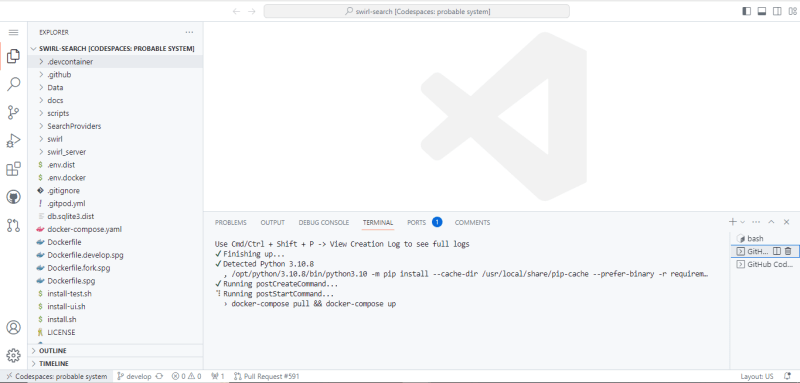 swirl-search [Codespaces: probable system]
EXPLORER
SWIRL-SEARCH [CODESPACES: PROBABLE SYSTEM]
.devcontainer
.github
Data
docs
scripts
SearchProviders
swirl
swirl_server
.env.dist
.env.docker
.gitignore
.gitpod.yml
db.sqlite3.dist
docker-compose.yaml
Dockerfile
Dockerfile.develop.spg
Dockerfile.fork.spg
Dockerfile.spg
install-test.sh
install-ui.sh
install.sh
LICENSE
OUTLINE
TIMELINE
PROBLEMS OUTPUT DEBUG CONSOLE TERMINAL PORTS 1 COMMENTS
Use Cmd/Ctrl + Shift + P -> View Creation Log to see full logs
✔ Finishing up...
✔ Detected Python 3.10.8
, /opt/python/3.10.8/bin/python3.10 -m pip install --cache-dir /usr/local/share/pip-cache --prefer-binary -r requirem…
✔ Running postCreateCommand...
Running postStartCommand...
› docker-compose pull && docker-compose up
bash
GitH...
GitHub Cod...
Codespaces: probable system develop 0 0 1 Pull Request #591 Layout: US